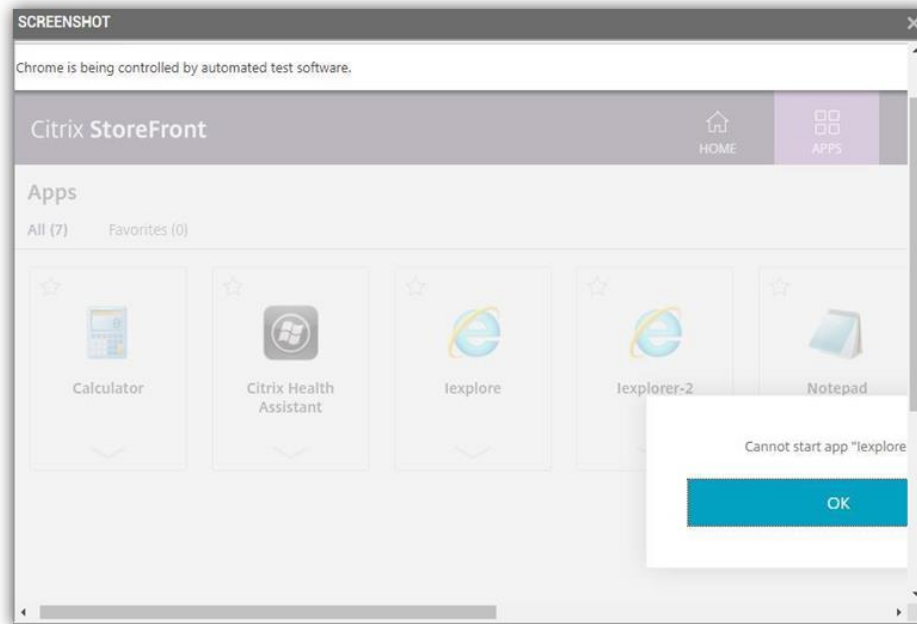 SCREENSHOT
Chrome is being controlled by automated test software.
Citrix StoreFront
HOME
APPS
Apps
All (7) Favorites (0)
Calculator
Citrix Health
Assistant
Iexplore
Iexplorer-2
Notepad
Cannot start app "Iexplore
OK